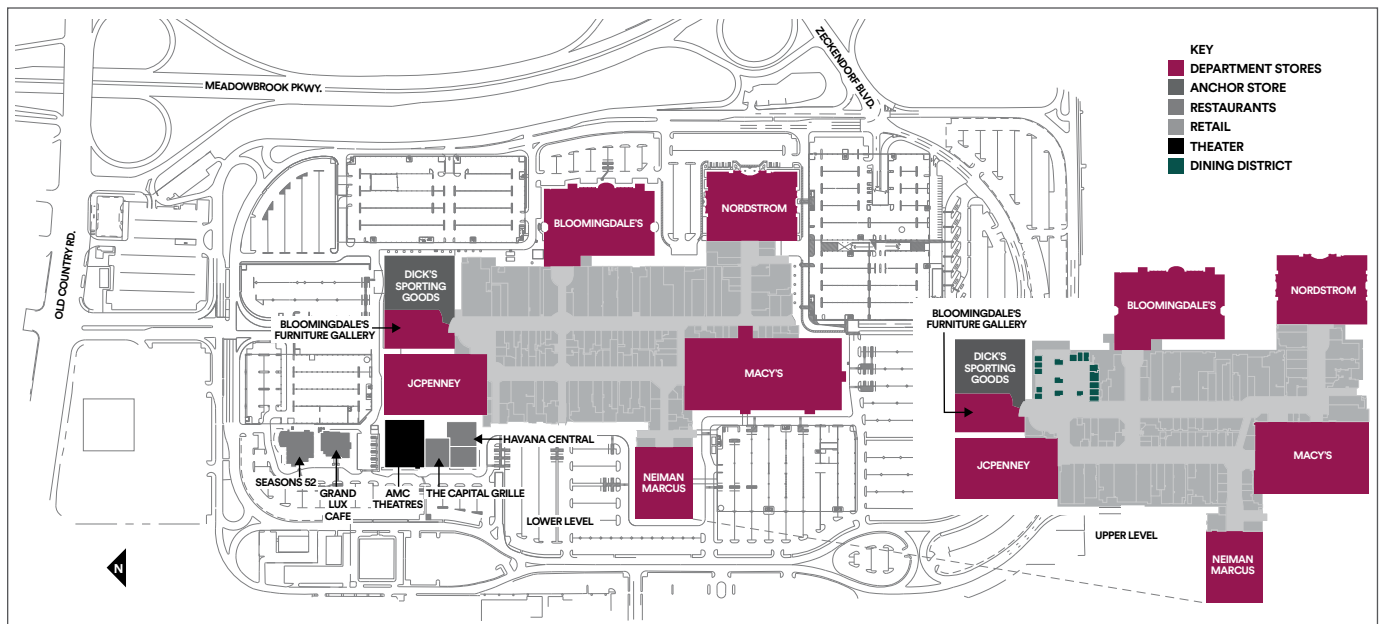 MEADOWBROOK PKWY.
ZECKENDORF BLVD.
OLD COUNTRY RD.
KEY
DEPARTMENT STORES
ANCHOR STORE
RESTAURANTS
RETAIL
THEATER
DINING DISTRICT
BLOOMINGDALE'S
NORDSTROM
DICK'S
SPORTING
GOODS
BLOOMINGDALE'S
FURNITURE GALLERY
JCPENNEY
MACY'S
HAVANA CENTRAL
NEIMAN
MARCUS
SEASONS 52
GRAND
LUX
CAFE
AMC
THEATRES
THE CAPITAL GRILLE
LOWER LEVEL
N
BLOOMINGDALE'S
NORDSTROM
BLOOMINGDALE'S
FURNITURE GALLERY
DICK'S
SPORTING
GOODS
JCPENNEY
MACY'S
UPPER LEVEL
NEIMAN
MARCUS